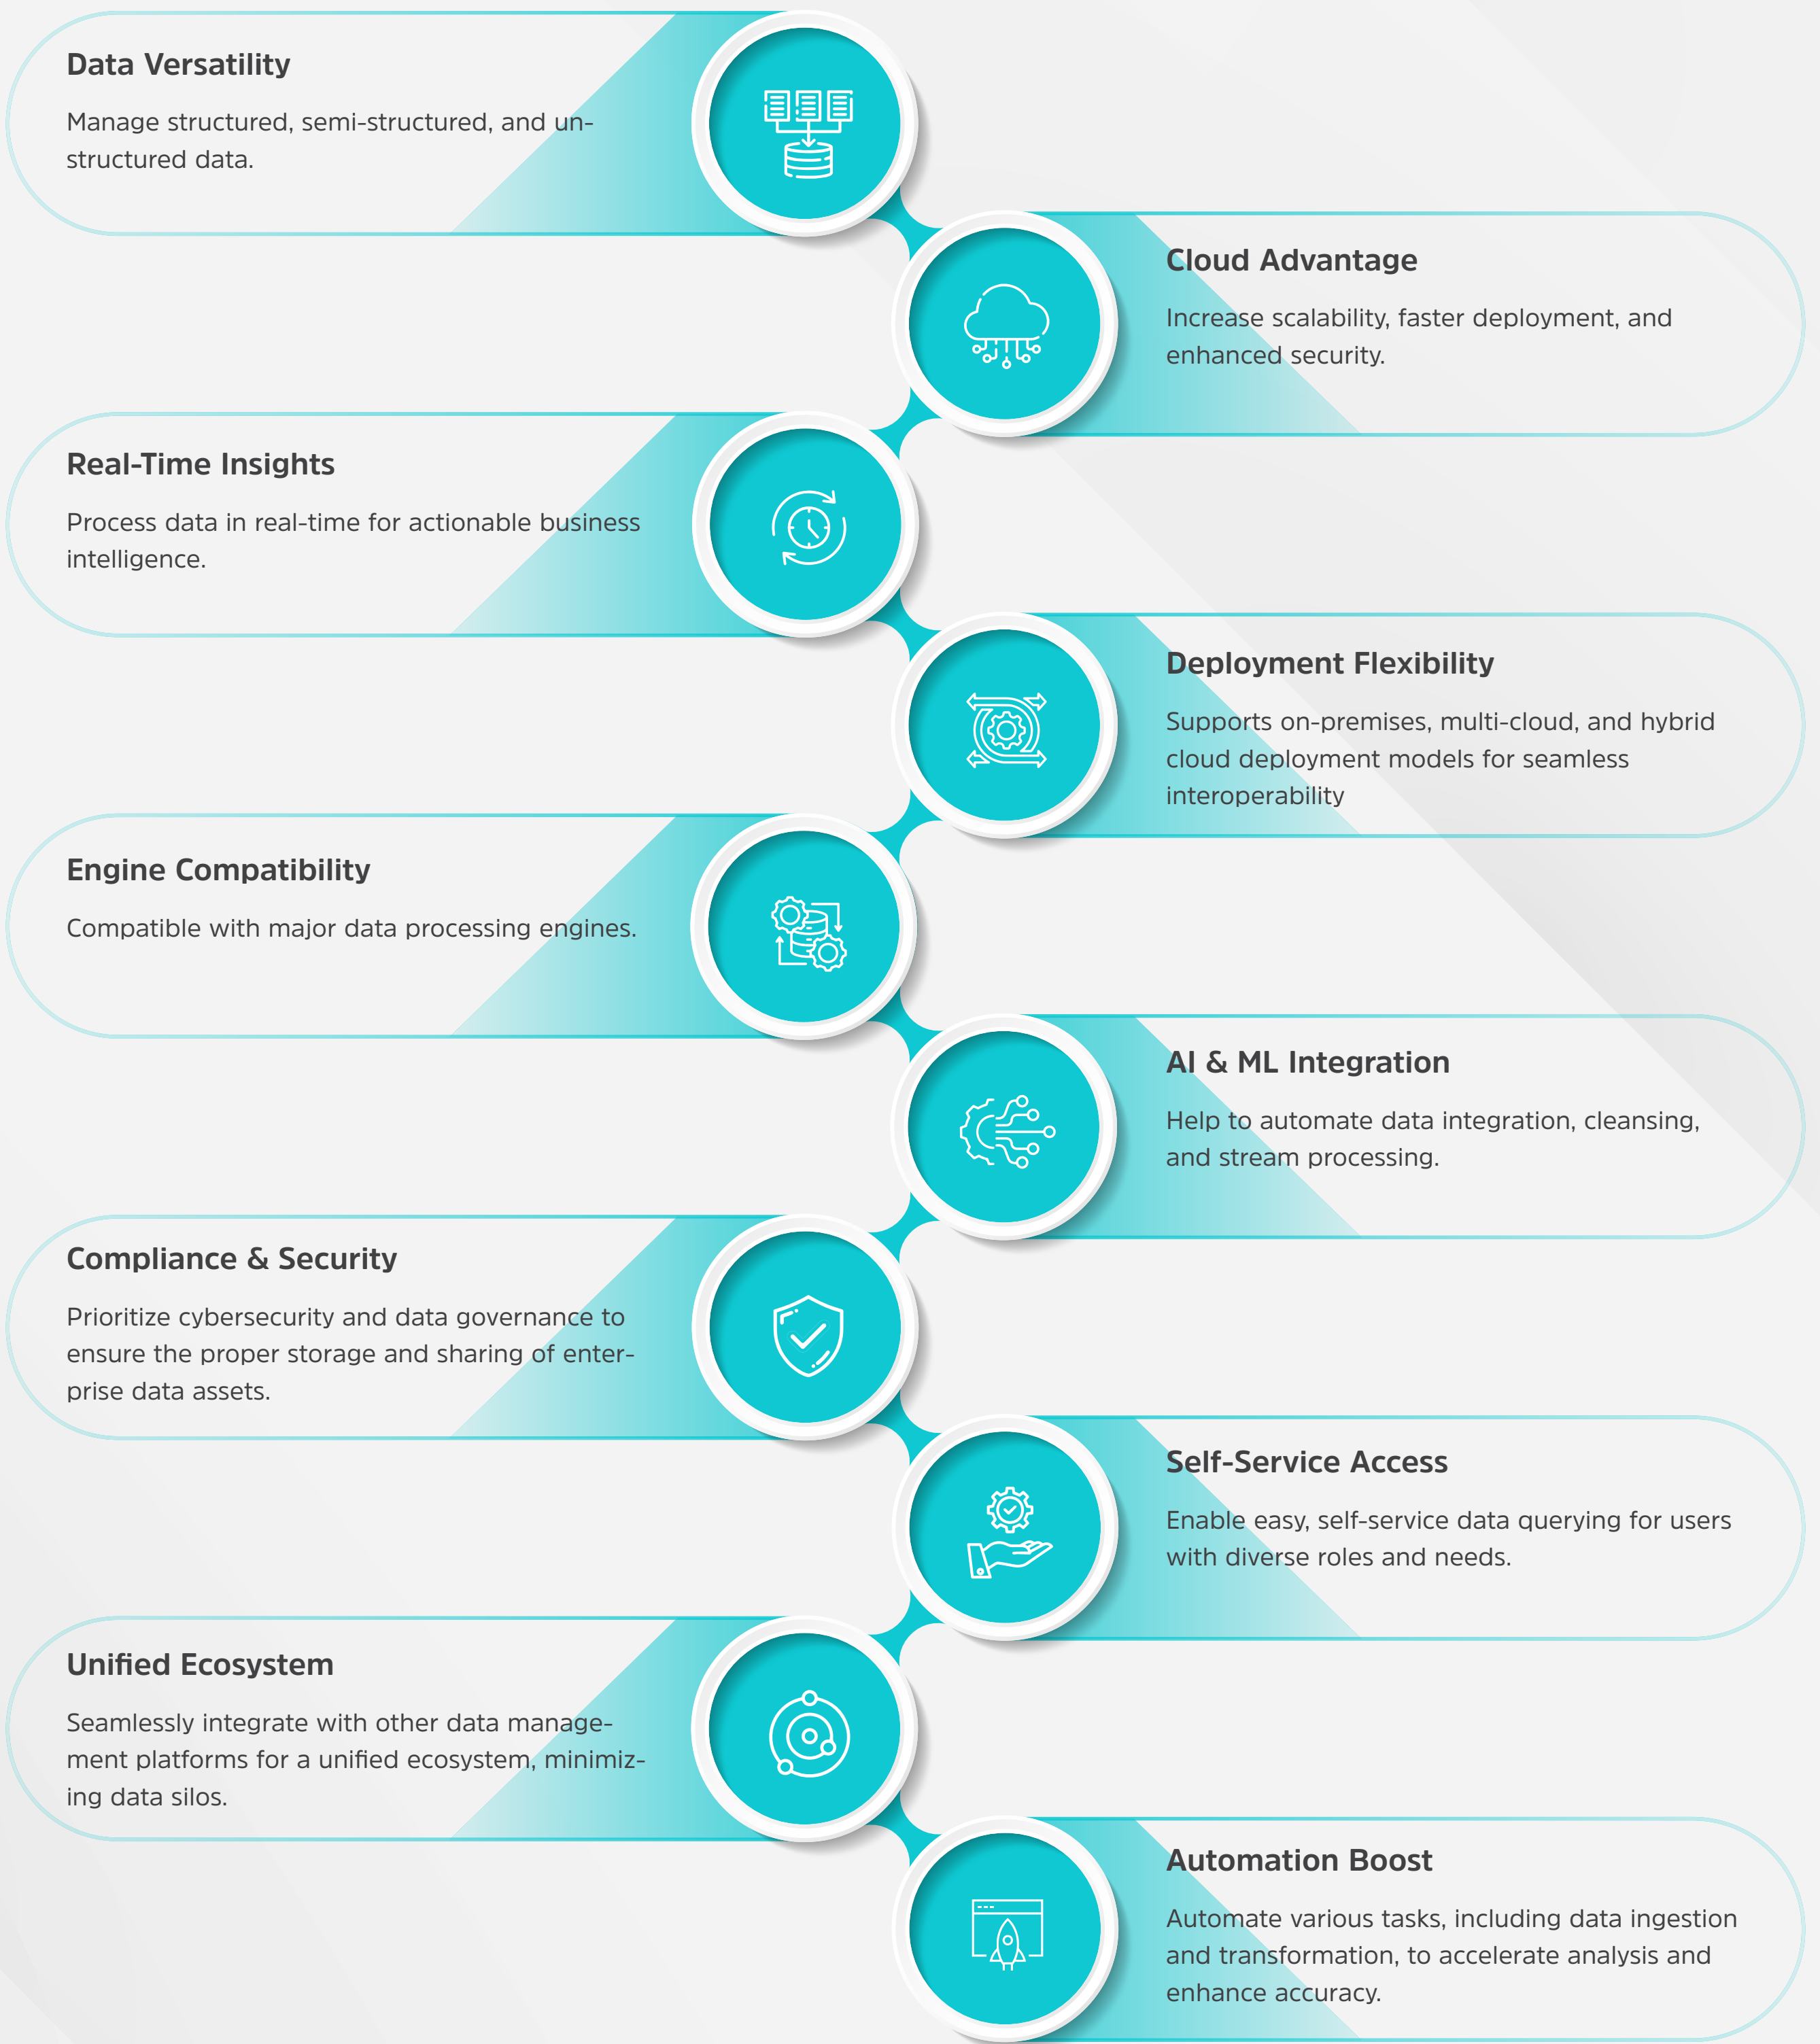 Data Versatility
Manage structured, semi-structured, and un-
structured data.
Cloud Advantage
Increase scalability, faster deployment, and
enhanced security.
Real-Time Insights
Process data in real-time for actionable business
intelligence.
Deployment Flexibility
Supports on-premises, multi-cloud, and hybrid
cloud deployment models for seamless
interoperability
Engine Compatibility
Compatible with major data processing engines.
AI & ML Integration
Help to automate data integration, cleansing,
and stream processing.
Compliance & Security
Prioritize cybersecurity and data governance to
ensure the proper storage and sharing of enter-
prise data assets.
Self-Service Access
Enable easy, self-service data querying for users
with diverse roles and needs.
Unified Ecosystem
Seamlessly integrate with other data manage-
ment platforms for a unified ecosystem, minimiz-
ing data silos.
Automation Boost
Automate various tasks, including data ingestion
and transformation, to accelerate analysis and
enhance accuracy.